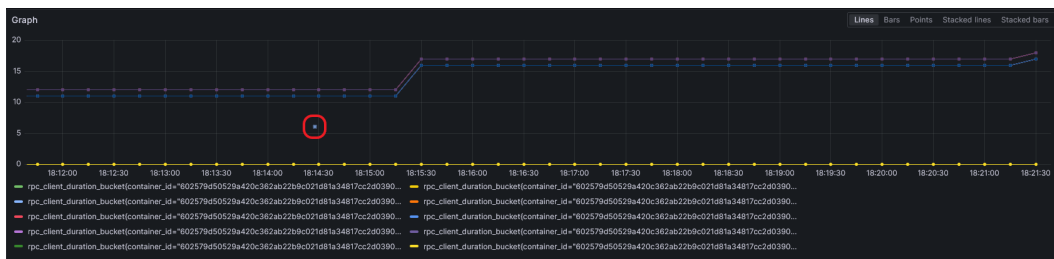 Graph
Lines Bars Points Stacked lines Stacked bars
20
15
10
5
0
18:12:00 18:12:30 18:13:00 18:13:30 18:14:00 18:14:30 18:15:00 18:15:30 18:16:00 18:16:30 18:17:00 18:17:30 18:18:00 18:18:30 18:19:00 18:19:30 18:20:00 18:20:30 18:21:00 18:21:30
rpc_client_duration_bucket{container_id="602579d50529a420c362ab22b9c021d81a34817cc2d0390... rpc_client_duration_bucket{container_id="602579d50529a420c362ab22b9c021d81a34817cc2d0390...
rpc_client_duration_bucket{container_id="602579d50529a420c362ab22b9c021d81a34817cc2d0390... rpc_client_duration_bucket{container_id="602579d50529a420c362ab22b9c021d81a34817cc2d0390...
rpc_client_duration_bucket{container_id="602579d50529a420c362ab22b9c021d81a34817cc2d0390... rpc_client_duration_bucket{container_id="602579d50529a420c362ab22b9c021d81a34817cc2d0390...
rpc_client_duration_bucket{container_id="602579d50529a420c362ab22b9c021d81a34817cc2d0390... rpc_client_duration_bucket{container_id="602579d50529a420c362ab22b9c021d81a34817cc2d0390...
rpc_client_duration_bucket{container_id="602579d50529a420c362ab22b9c021d81a34817cc2d0390... rpc_client_duration_bucket{container_id="602579d50529a420c362ab22b9c021d81a34817cc2d0390...